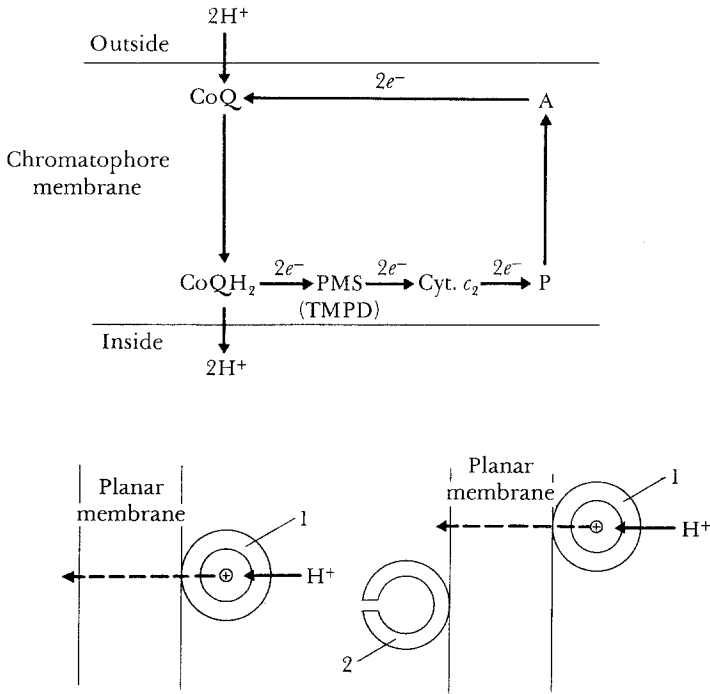 2H⁺
Outside
CoQ
2e⁻
A
Chromatophore
membrane
CoQH₂ 2e⁻ PMS 2e⁻ Cyt. c₂ 2e⁻ P
(TMPD)
Inside
2H⁺
Planar
membrane
1
H⁺
Planar
membrane
1
H⁺
2